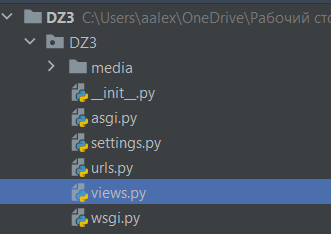 DZ3 C:\Users\aalex\OneDrive\Рабочий сто
DZ3
media
__init__.py
asgi.py
settings.py
urls.py
views.py
wsgi.py